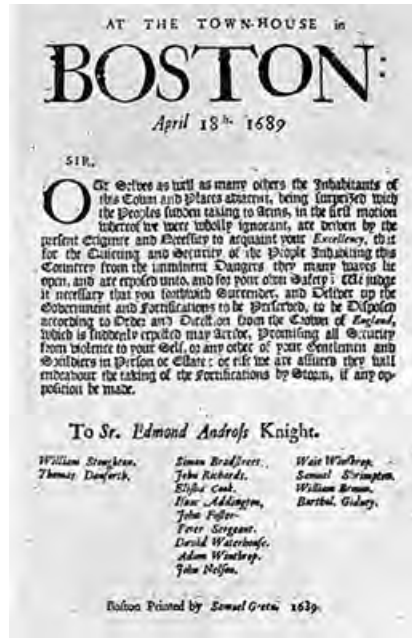 AT THE TOWN-HOUSE in
BOSTON:
April 18th. 1689
SIR,
OUr Selves as well as many others the Inhabitants of
this Town and Places adjacent, being surprized with
the Peoples sudden taking to Arms, in the first motion
whereof we were wholly ignorant, are driven by the
present Exigence and Necessity to acquaint your Excellency, that
for the Quieting and Security of the People Inhabiting this
Countrey from the imminent Dangers they many wayes lie
open, and are exposed unto, and for your own Safety; We judge
it necessary that you forthwith Surrender, and Deliver up the
Government and Fortifications to be Preserved, to be Disposed
according to Order and Direction from the Crown of England,
which is suddenly expected may Arrive, Promising all Security
from violence to your Self, or any other of your Gentlemen and
Souldiers in Person or Estate: or else we are assured they will
endeavour the taking of the Fortifications by Storm, if any op-
position be made.
To Sr. Edmond Andross Knight.
William Stoughton.
Thomas Danforth.
Simon Bradstreet.
John Richards.
Elisha Cook.
Isaac Addington,
John Foster
Peter Sergeant.
David Waterhouse.
Adam Winthrop.
John Nelson.
Wait Winthrop.
Samuel Shrimpton.
William Brown.
Barthol. Gidney.
Boston Printed by Samuel Green. 1689.